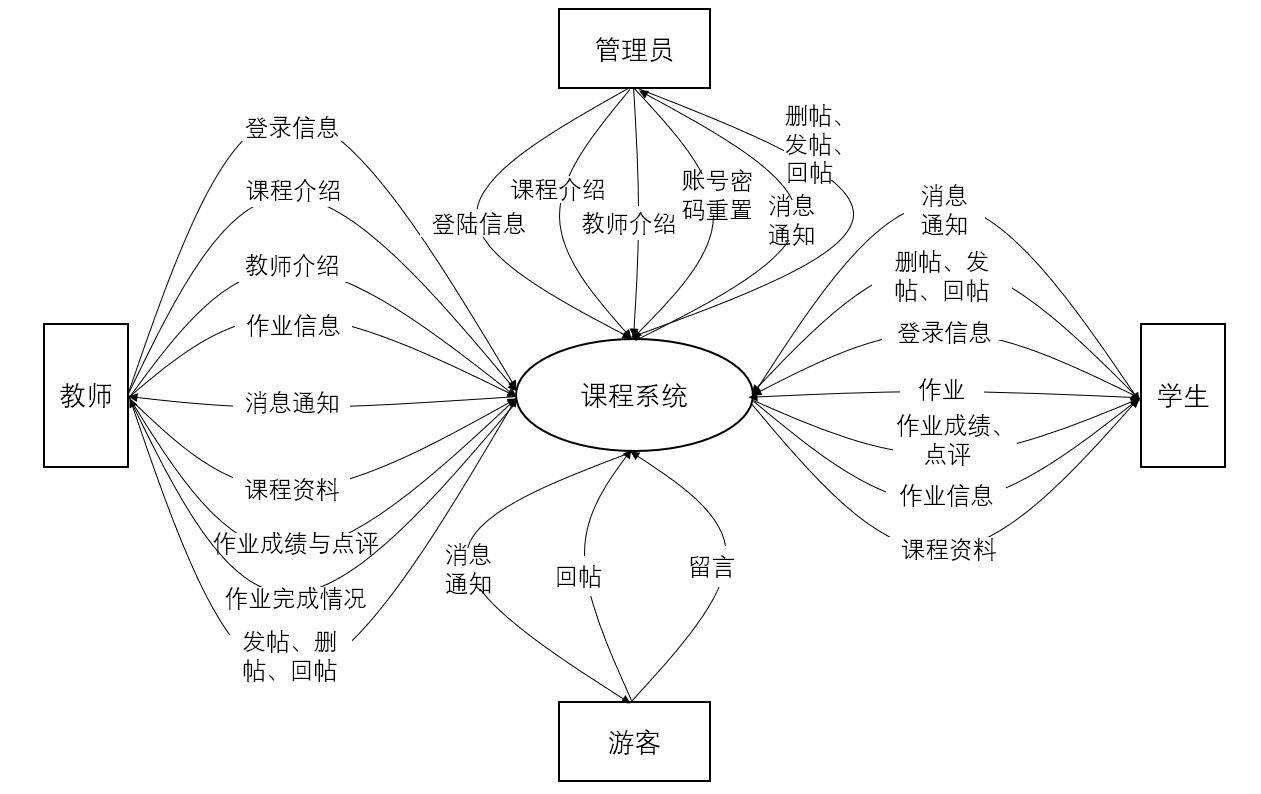 管理员
登录信息
课程介绍
教师介绍
作业信息
消息通知
课程资料
作业成绩与点评
作业完成情况
发帖、删
帖、回帖
教师
登陆信息
课程介绍
教师介绍
账号密
码重置
消息
通知
删帖、
发帖、
回帖
课程系统
消息
通知
删帖、发
帖、回帖
登录信息
作业
作业成绩、
点评
作业信息
课程资料
学生
消息
通知
回帖
留言
游客